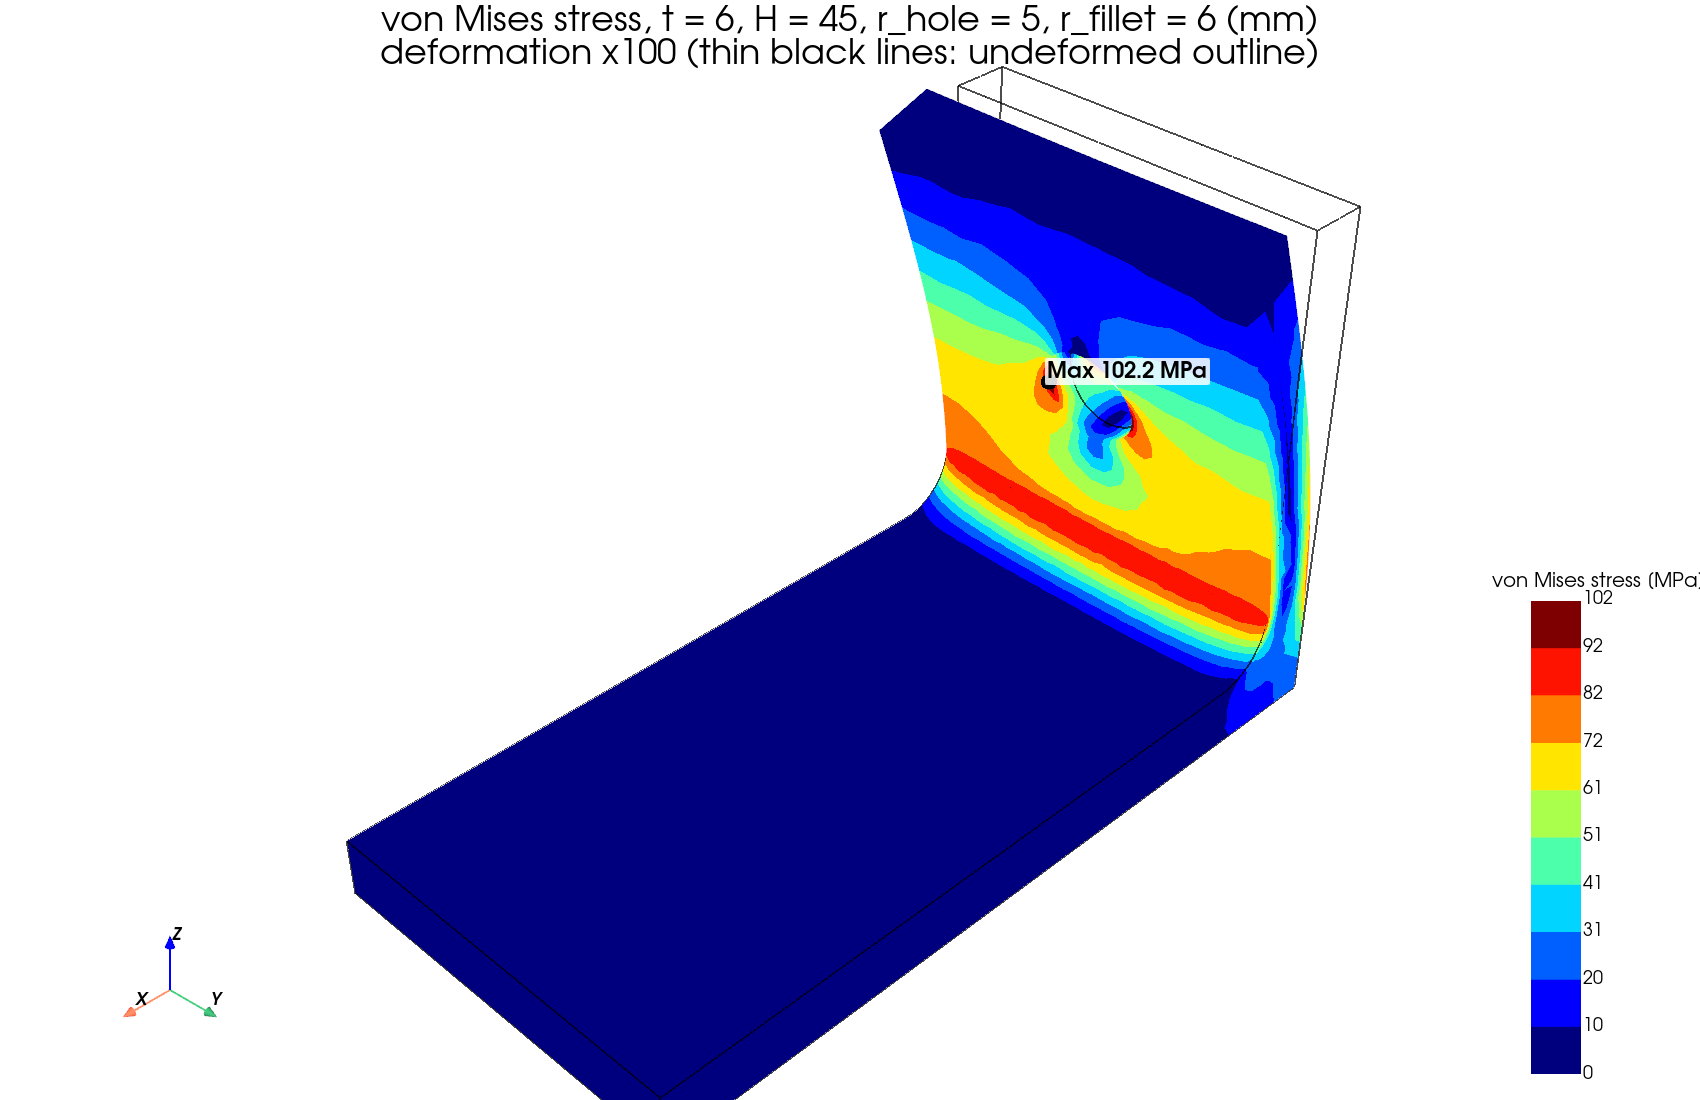 von Mises stress, t = 6, H = 45, r_hole = 5, r_fillet = 6 (mm)
deformation x100 (thin black lines: undeformed outline)
Max 102.2 MPa
von Mises stress [MPa]
102
92
82
72
61
51
41
31
20
10
0
Z
X
Y